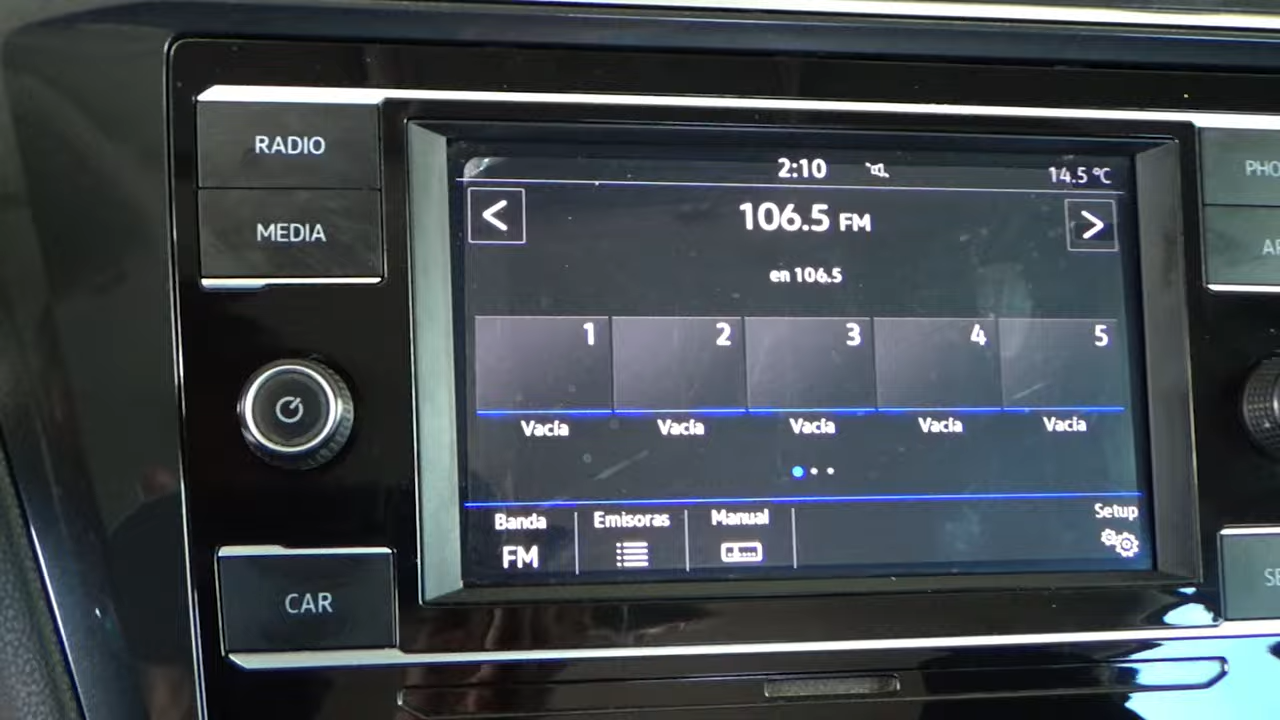 RADIO
MEDIA
CAR
2:10
14.5 °C
<
106.5 FM
>
en 106.5
1 2 3 4 5
Vacía Vacía Vacía Vacía Vacía
Banda Emisoras Manual Setup
FM